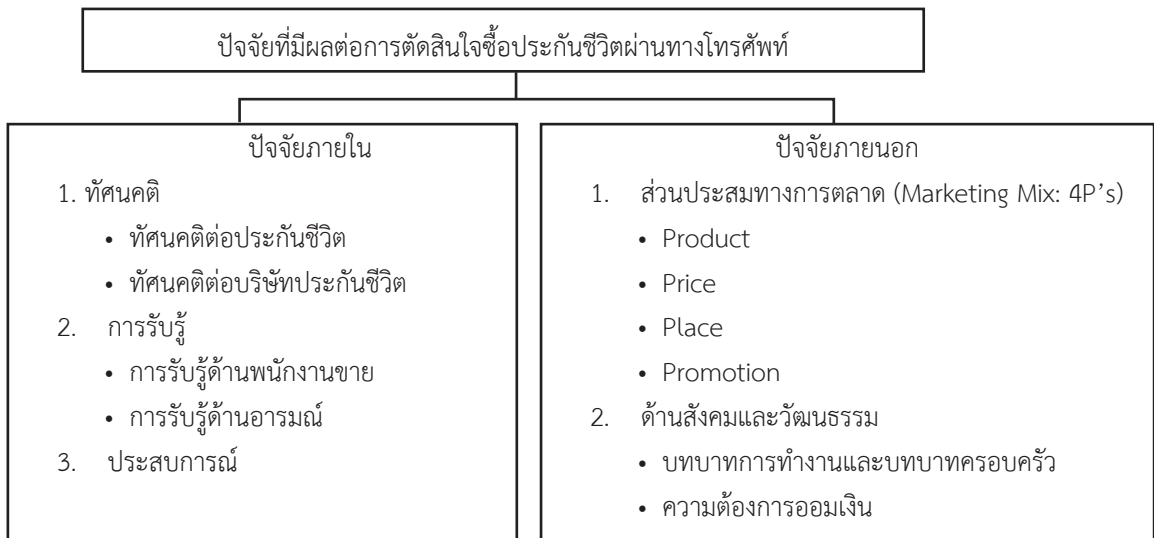 ปัจจัยที่มีผลต่อการตัดสินใจซื้อประกันชีวิตผ่านทางโทรศัพท์
ปัจจัยภายใน
1. ทัศนคติ
• ทัศนคติต่อประกันชีวิต
• ทัศนคติต่อบริษัทประกันชีวิต
2. การรับรู้
• การรับรู้ด้านพนักงานขาย
• การรับรู้ด้านอารมณ์
3. ประสบการณ์
ปัจจัยภายนอก
1. ส่วนประสมทางการตลาด (Marketing Mix: 4P’s)
• Product
• Price
• Place
• Promotion
2. ด้านสังคมและวัฒนธรรม
• บทบาทการทำงานและบทบาทครอบครัว
• ความต้องการออมเงิน